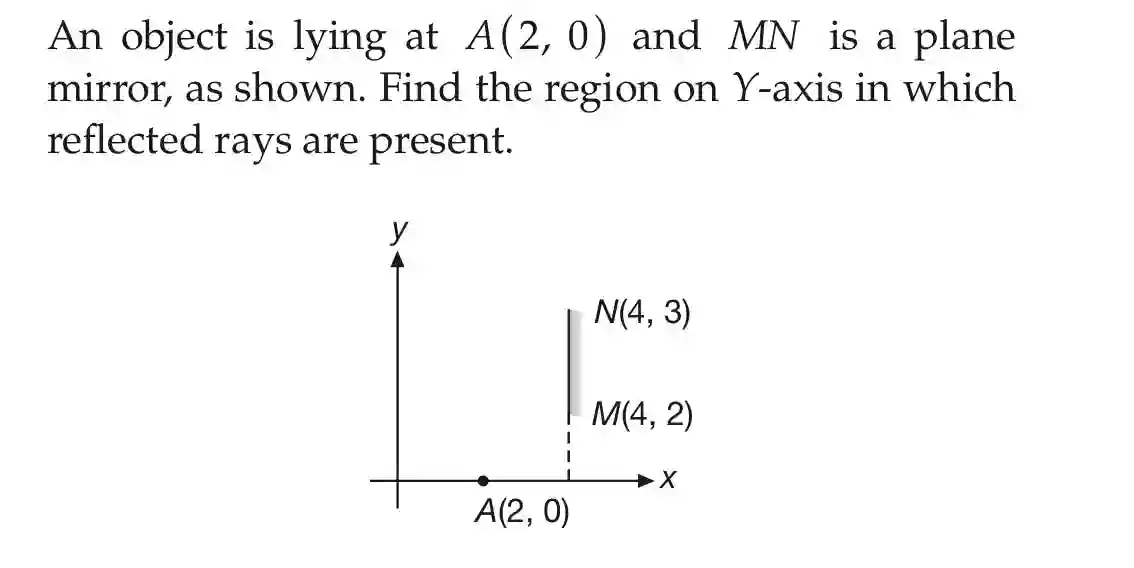 An object is lying at A(2, 0) and MN is a plane
mirror, as shown. Find the region on Y-axis in which
reflected rays are present.
y
N(4, 3)
M(4, 2)
x
A(2, 0)